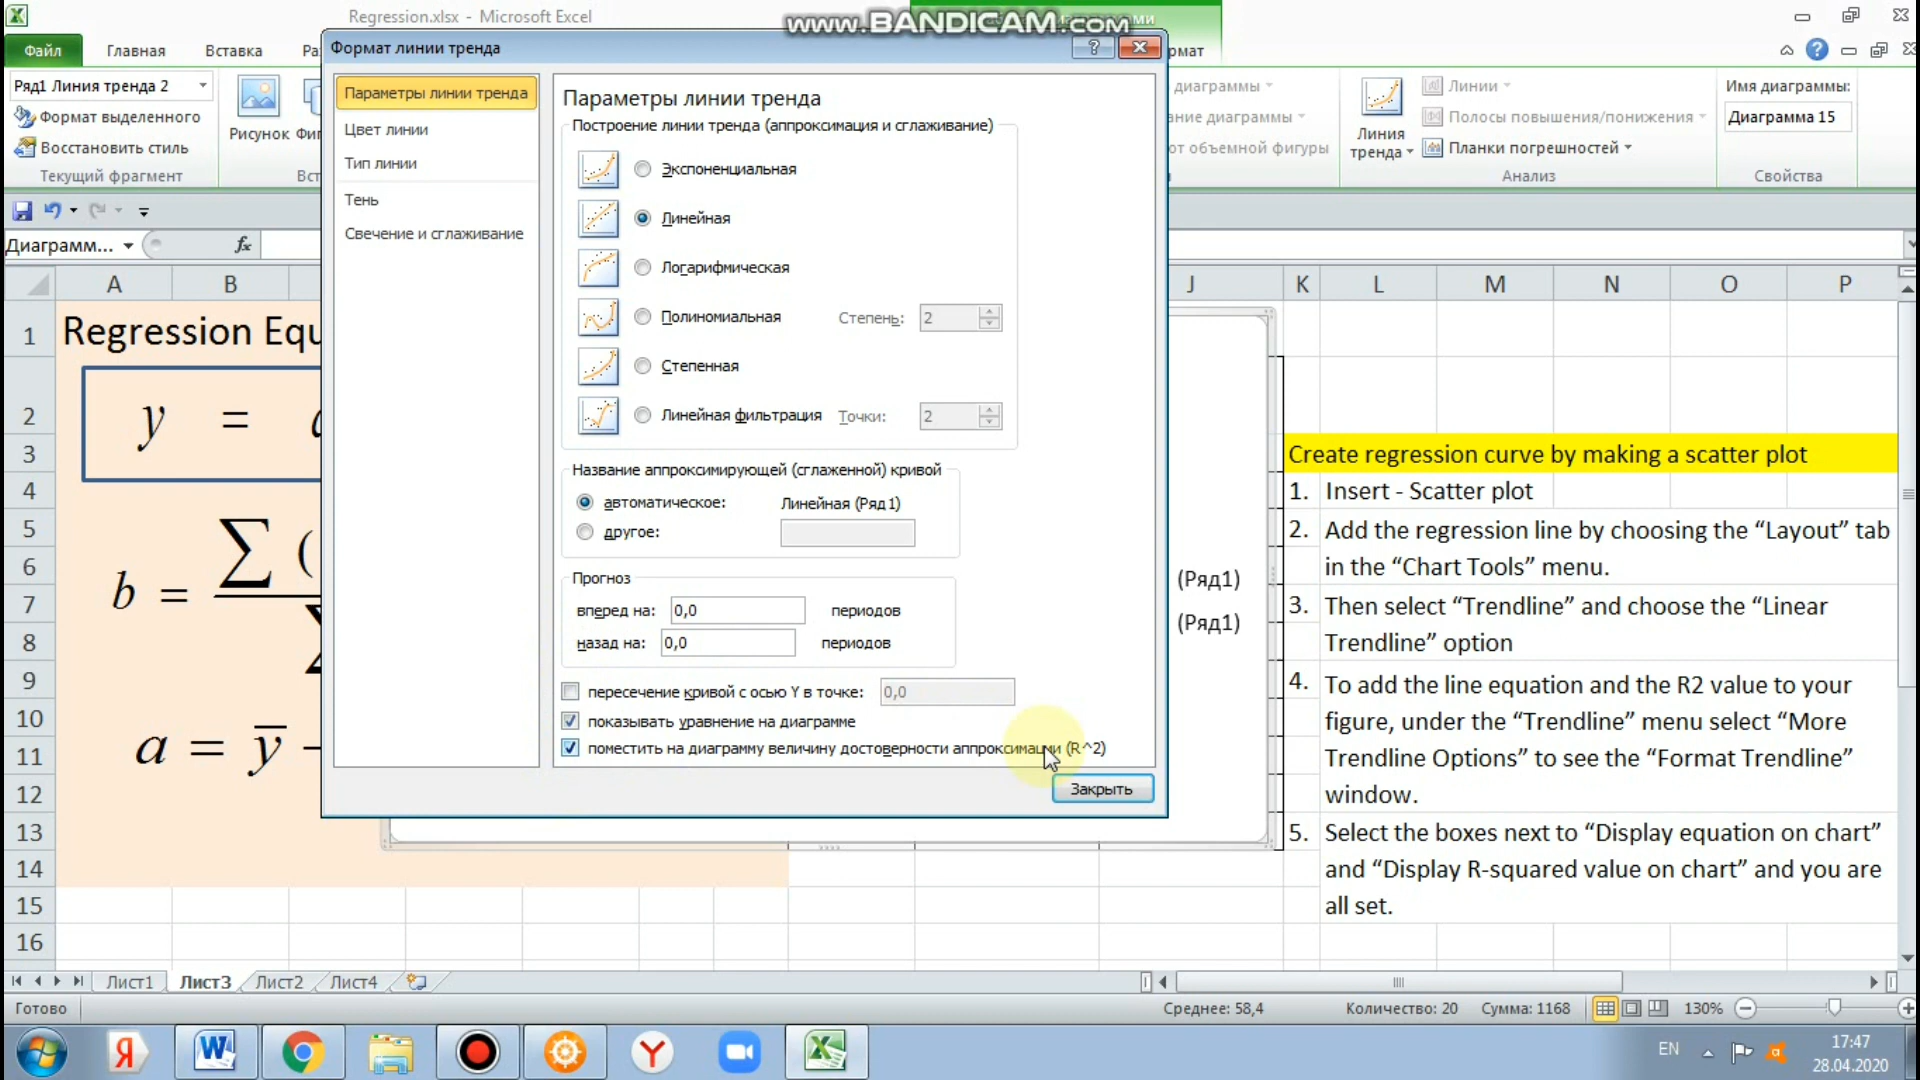 Regression.xlsx - Microsoft Excel
www.BANDICAM.com
Файл
Главная
Вставка
Формат линии тренда
мат
Ряд1 Линия тренда 2
Формат выделенного
Восстановить стиль
Текущий фрагмент
Рисунок
Параметры линии тренда
Цвет линии
Тип линии
Тень
Свечение и сглаживание
Параметры линии тренда
Построение линии тренда (аппроксимация и сглаживание)
Экспоненциальная
Линейная
Логарифмическая
Полиномиальная
Степень:
2
Степенная
Линейная фильтрация
Точки:
2
Название аппроксимирующей (сглаженной) кривой
автоматическое:
Линейная (Ряд1)
другое:
Прогноз
вперед на:
0,0
периодов
назад на:
0,0
периодов
пересечение кривой с осью Y в точке:
0,0
показывать уравнение на диаграмме
поместить на диаграмму величину достоверности аппроксимации (R^2)
Закрыть
диаграммы
ание диаграммы
от объемной фигуры
Линия тренда
Линии
Полосы повышения/понижения
Планки погрешностей
Анализ
Имя диаграммы:
Диаграмма 15
Свойства
Диаграмм...
fx
A B J K L M N O P
1 2 3 4 5 6 7 8 9 10 11 12 13 14 15 16
Regression Equ
y =
b = ∑ (
a = y̅ −
(Ряд1)
(Ряд1)
Create regression curve by making a scatter plot
1. Insert - Scatter plot
2. Add the regression line by choosing the “Layout” tab
in the “Chart Tools” menu.
3. Then select “Trendline” and choose the “Linear
Trendline” option
4. To add the line equation and the R2 value to your
figure, under the “Trendline” menu select “More
Trendline Options” to see the “Format Trendline”
window.
5. Select the boxes next to “Display equation on chart”
and “Display R-squared value on chart” and you are
all set.
Лист1 Лист3 Лист2 Лист4
Готово
Среднее: 58,4 Количество: 20 Сумма: 1168
130%
EN
17:47
28.04.2020